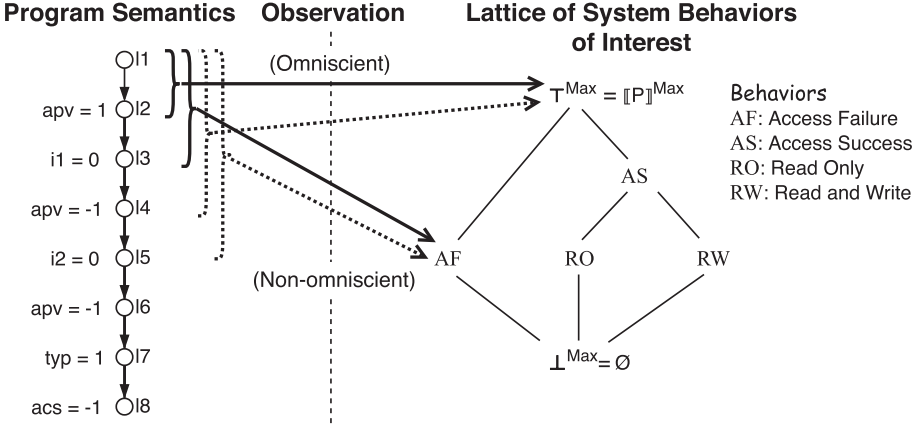 Program Semantics
Observation
Lattice of System Behaviors
of Interest
(Omniscient)
(Non-omniscient)
l1
apv = 1 l2
i1 = 0 l3
apv = -1 l4
i2 = 0 l5
apv = -1 l6
typ = 1 l7
acs = -1 l8
⊤Max = ⟦P⟧Max
AS
AF
RO
RW
⊥Max = Ø
Behaviors
AF: Access Failure
AS: Access Success
RO: Read Only
RW: Read and Write